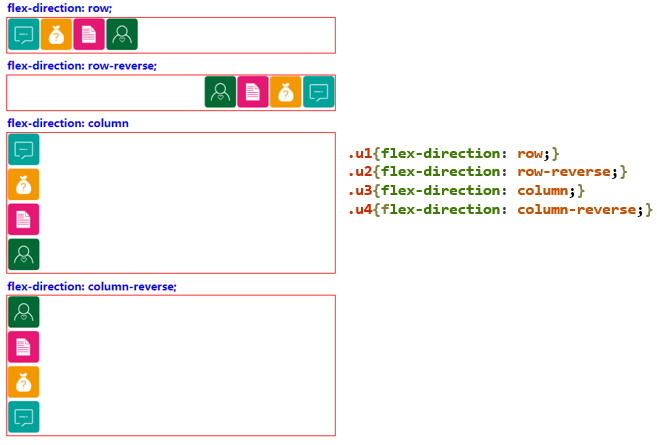 flex-direction: row;
flex-direction: row-reverse;
flex-direction: column
.u1{flex-direction: row;}
.u2{flex-direction: row-reverse;}
.u3{flex-direction: column;}
.u4{flex-direction: column-reverse;}
flex-direction: column-reverse;